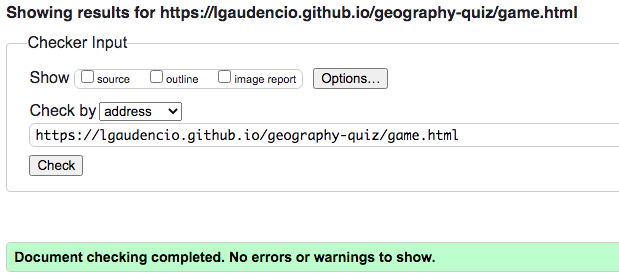 Showing results for https://lgaudencio.github.io/geography-quiz/game.html
Checker Input
Show source outline image report Options...
Check by address
https://lgaudencio.github.io/geography-quiz/game.html
Check
Document checking completed. No errors or warnings to show.